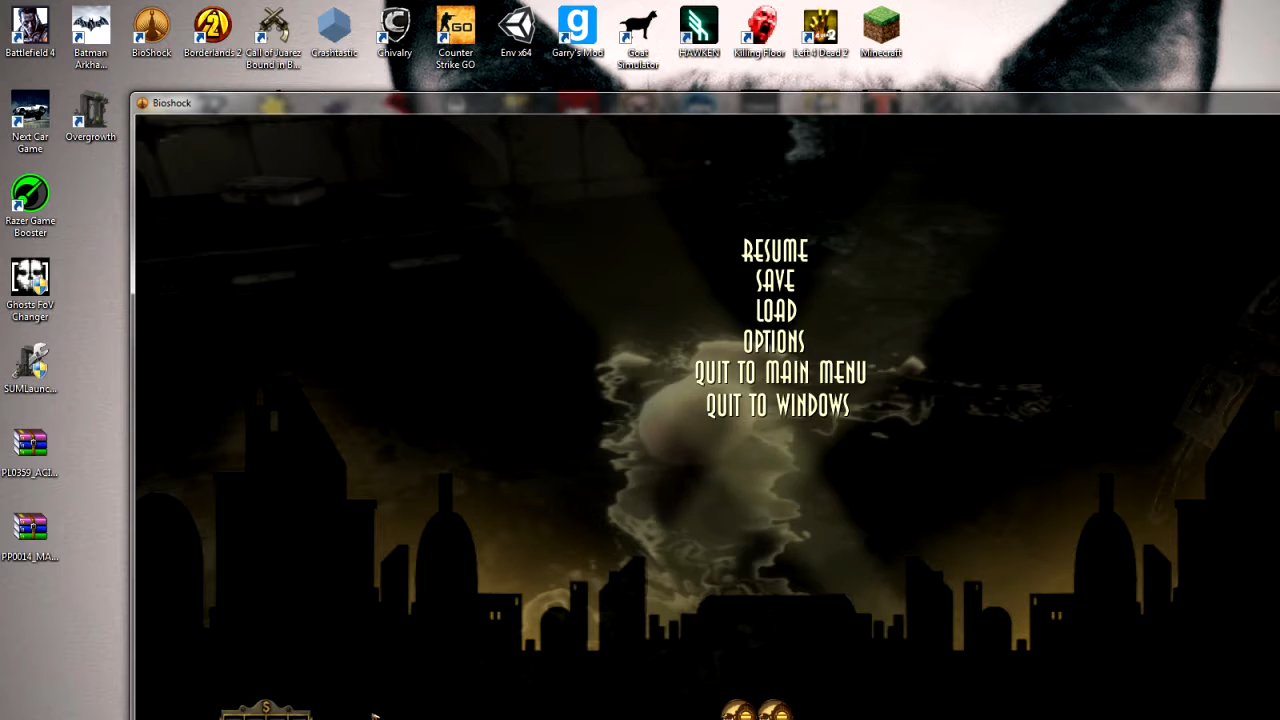 Battlefield 4
Batman
Arkha...
BioShock
Borderlands 2
Call of Juarez
Bound in B...
Crashtastic
Chivalry
Counter
Strike GO
Env x64
Garry's Mod
Goat
Simulator
HAWKEN
Killing Floor
Left 4 Dead 2
Minecraft
Next Car
Game
Overgrowth
Razer Game
Booster
Ghosts FoV
Changer
SUMLaunc...
PL0359_ACI...
PP0014_MA...
Bioshock
RESUME
SAVE
LOAD
OPTIONS
QUIT TO MAIN MENU
QUIT TO WINDOWS
$